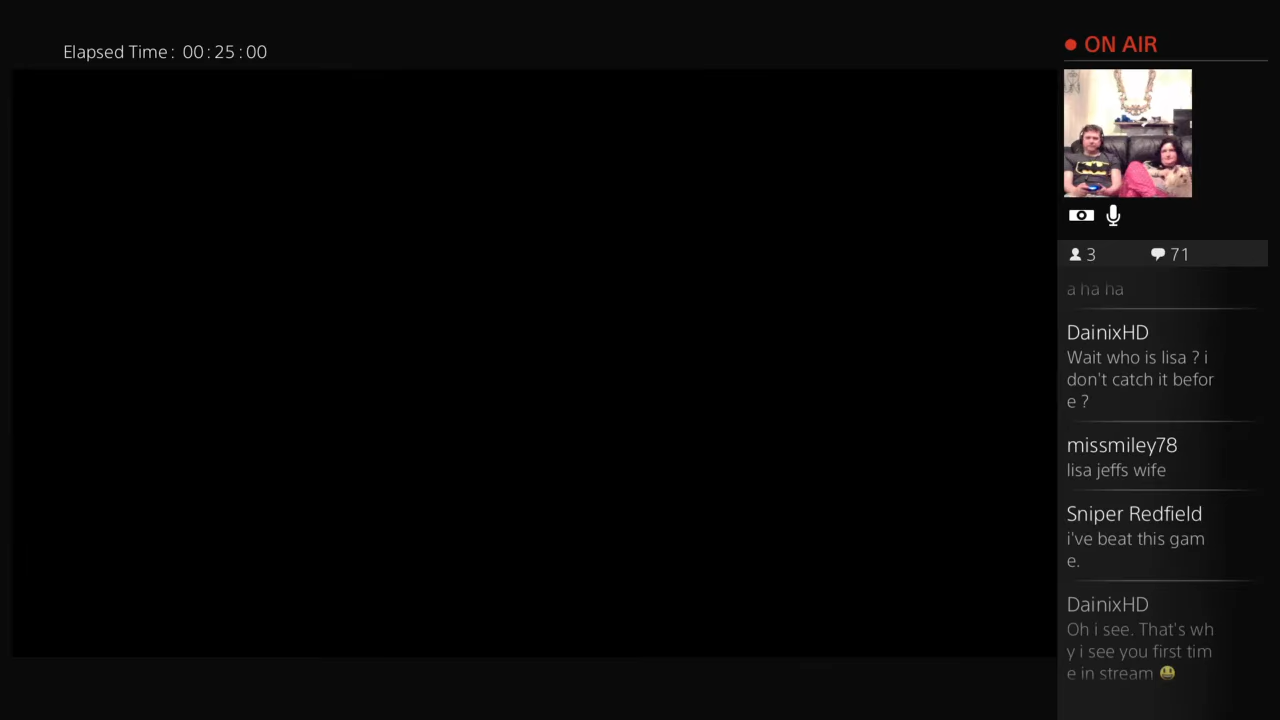 Elapsed Time: 00:25:00
ON AIR
3 71
a ha ha
DainixHD
Wait who is lisa ? i
don't catch it befor
e ?
missmiley78
lisa jeffs wife
Sniper Redfield
i've beat this gam
e.
DainixHD
Oh i see. That's wh
y i see you first tim
e in stream